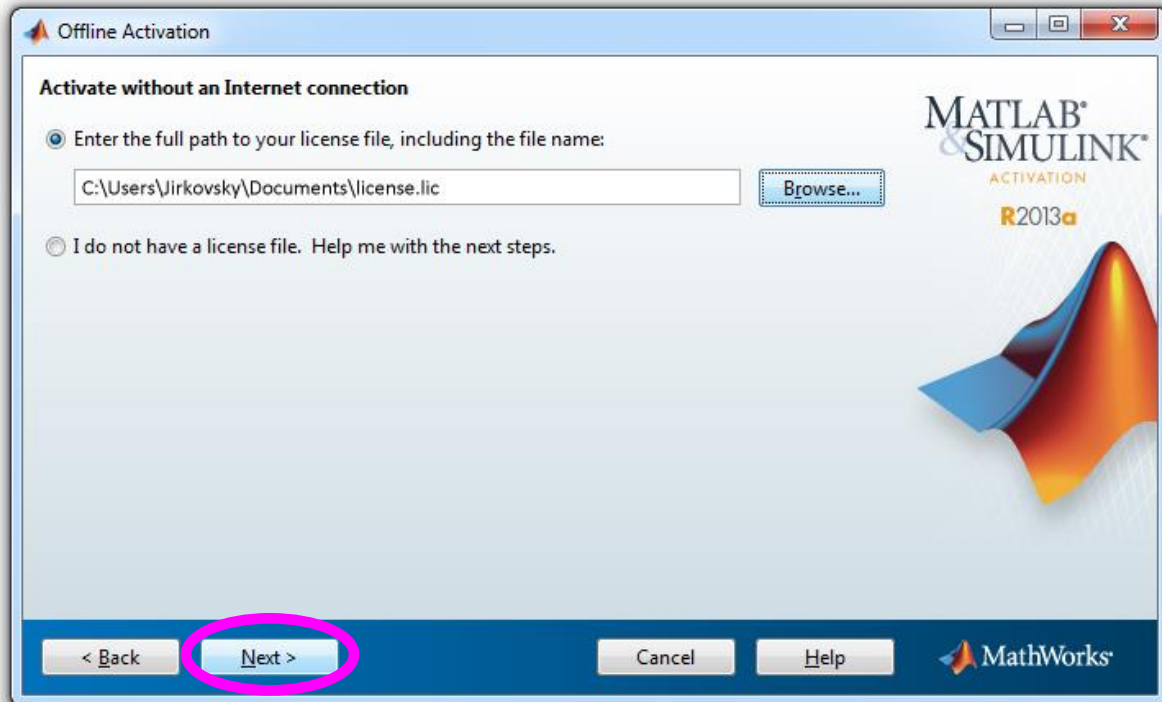 Offline Activation
Activate without an Internet connection
Enter the full path to your license file, including the file name:
C:\Users\Jirkovsky\Documents\license.lic
Browse...
I do not have a license file. Help me with the next steps.
MATLAB®
&SIMULINK®
ACTIVATION
R2013a
< Back
Next >
Cancel
Help
MathWorks®